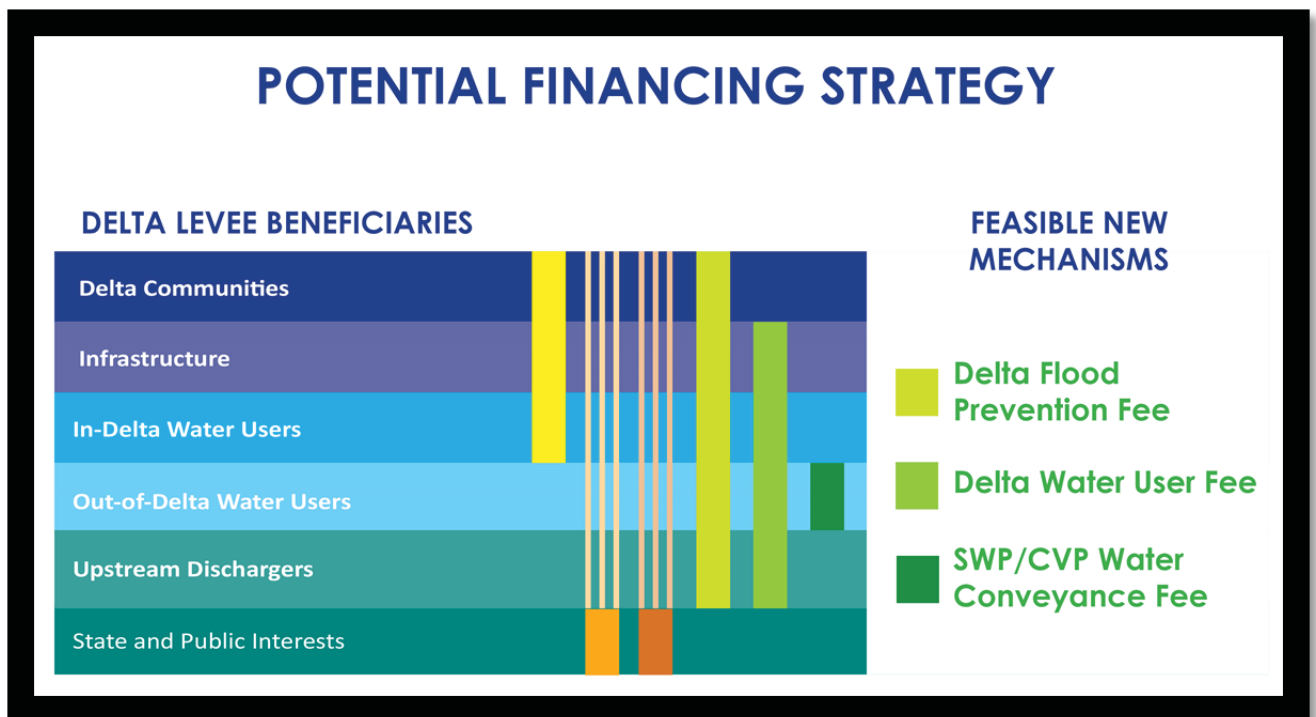 POTENTIAL FINANCING STRATEGY
DELTA LEVEE BENEFICIARIES
Delta Communities
Infrastructure
In-Delta Water Users
Out-of-Delta Water Users
Upstream Dischargers
State and Public Interests
FEASIBLE NEW
MECHANISMS
Delta Flood
Prevention Fee
Delta Water User Fee
SWP/CVP Water
Conveyance Fee